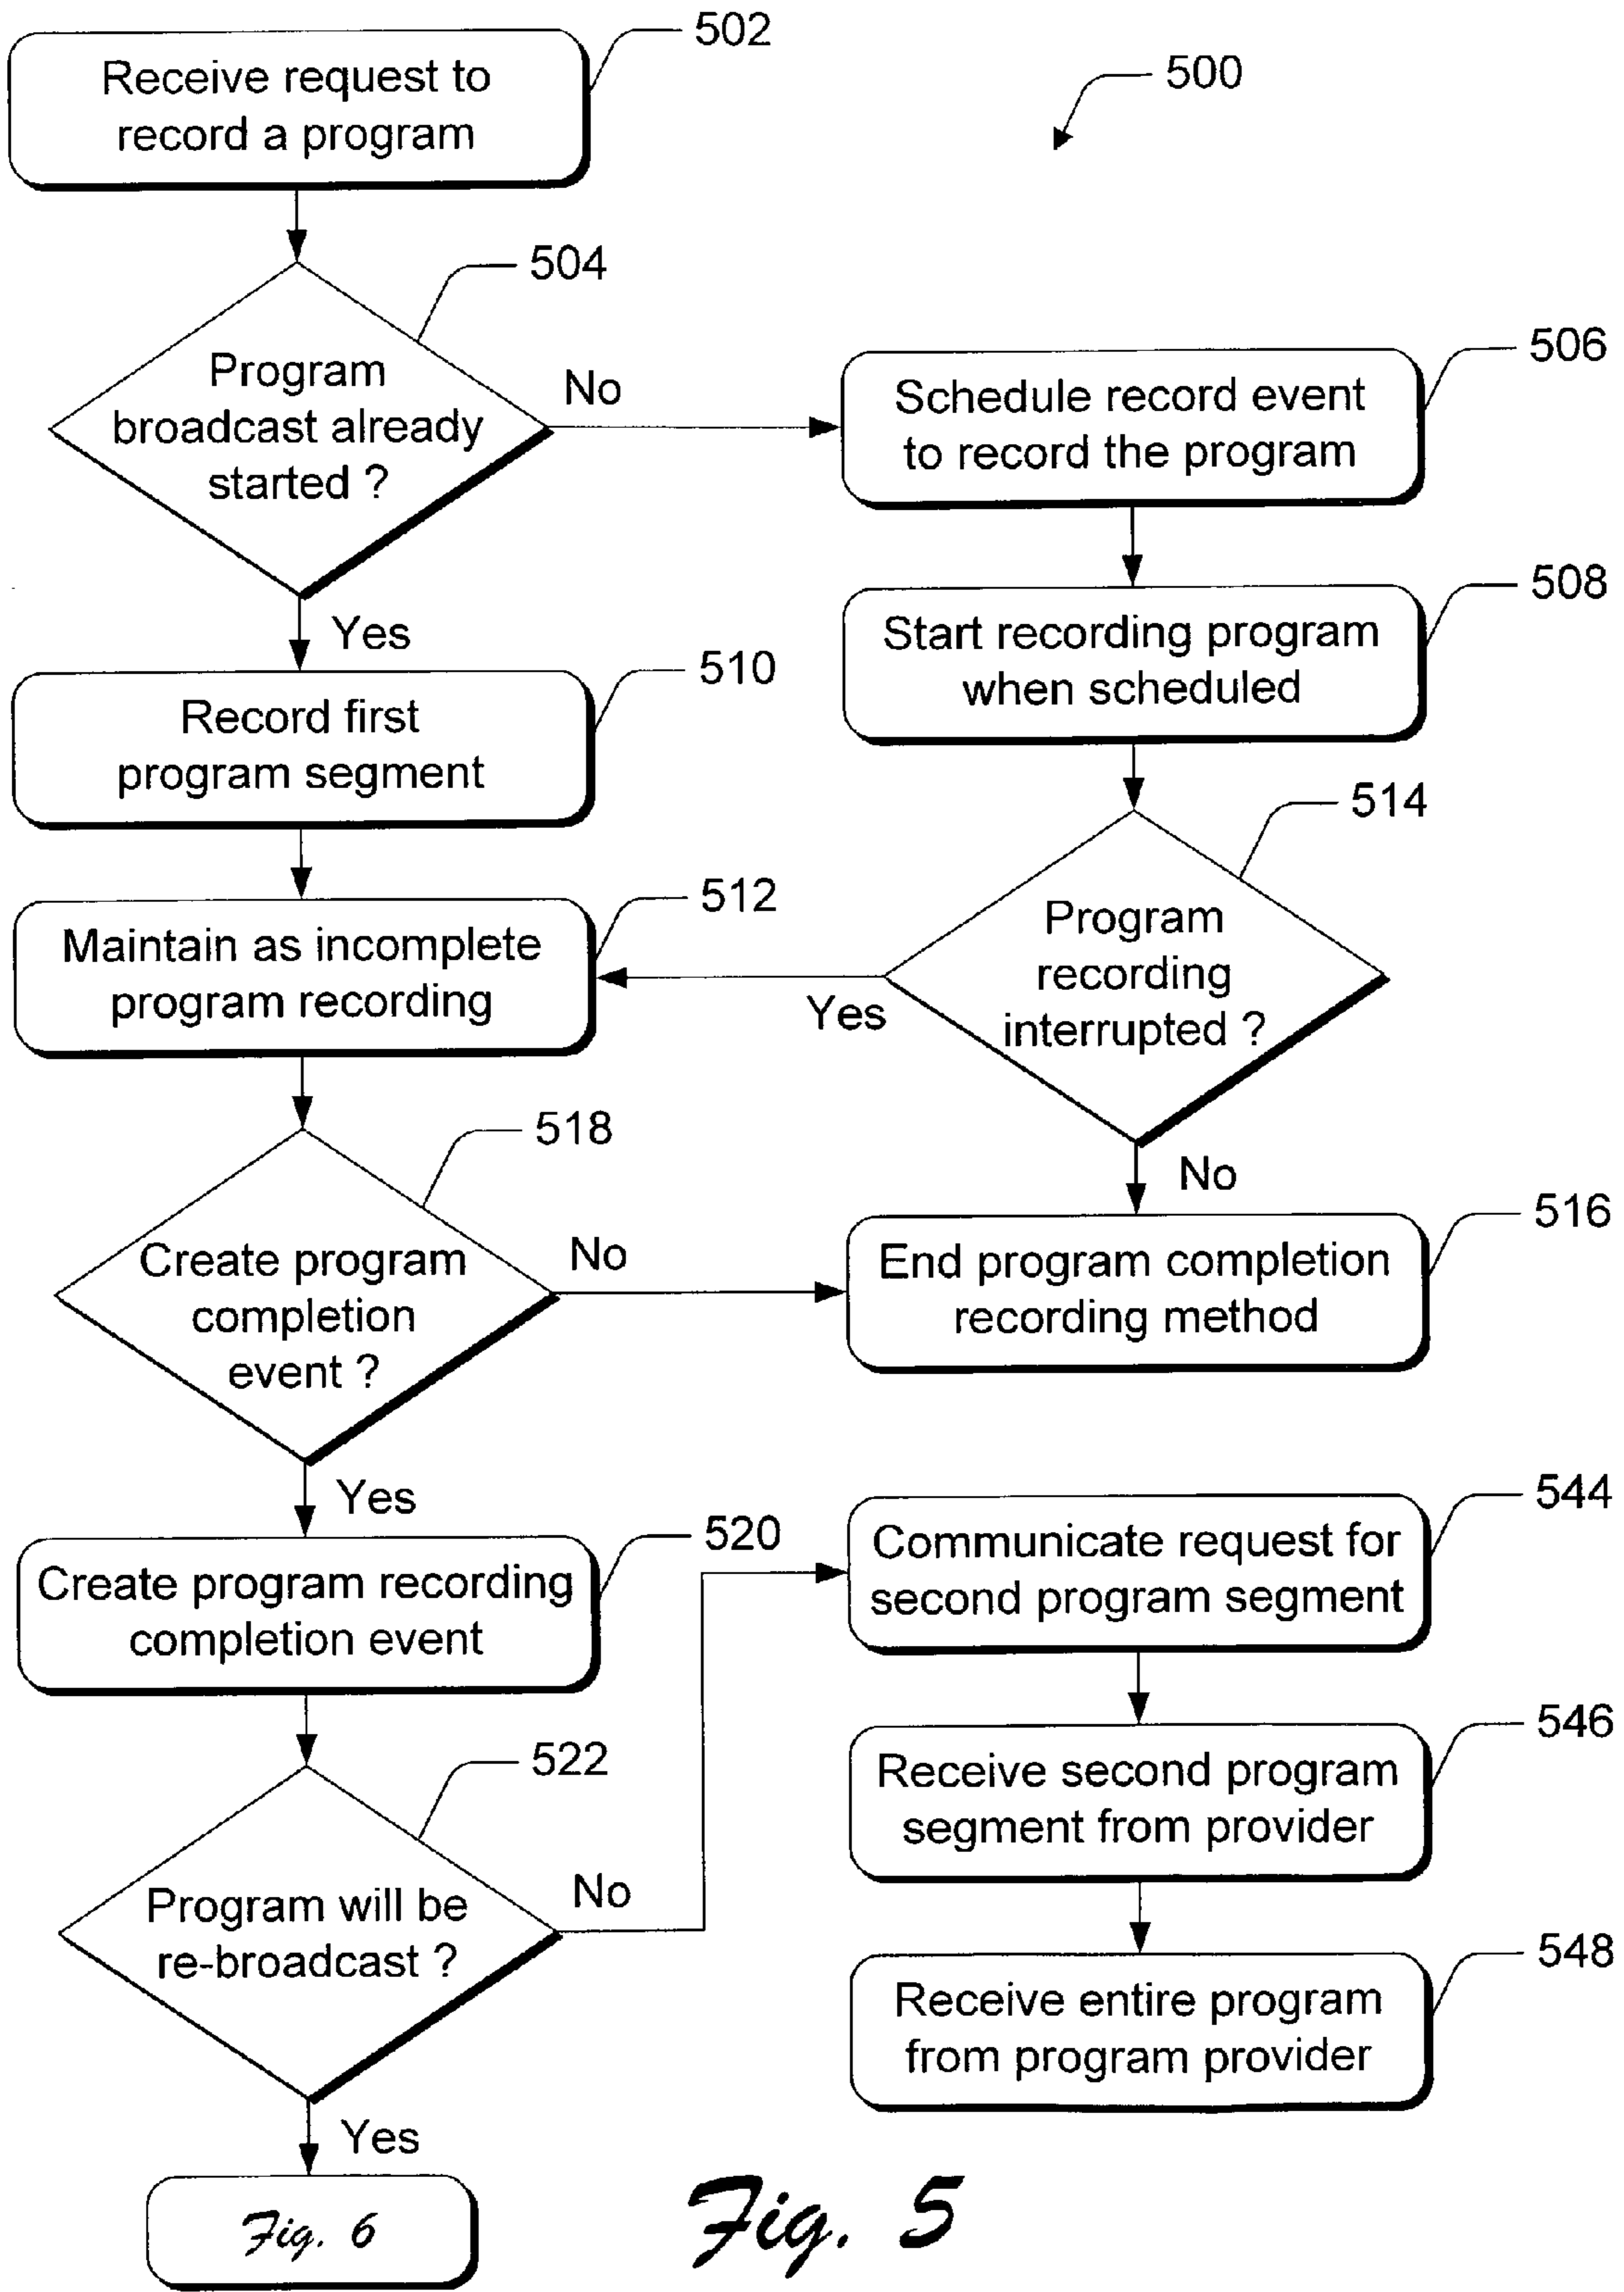 502
Receive request to
record a program
500
504
Program
broadcast already
started ?
No
506
Schedule record event
to record the program
Yes
508
Start recording program
when scheduled
510
Record first
program segment
514
Program
recording
interrupted ?
512
Maintain as incomplete
program recording
Yes
No
518
Create program
completion
event ?
No
516
End program completion
recording method
Yes
520
Create program recording
completion event
544
Communicate request for
second program segment
522
Program will be
re-broadcast ?
No
546
Receive second program
segment from provider
548
Receive entire program
from program provider
Yes
Fig. 6
Fig. 5